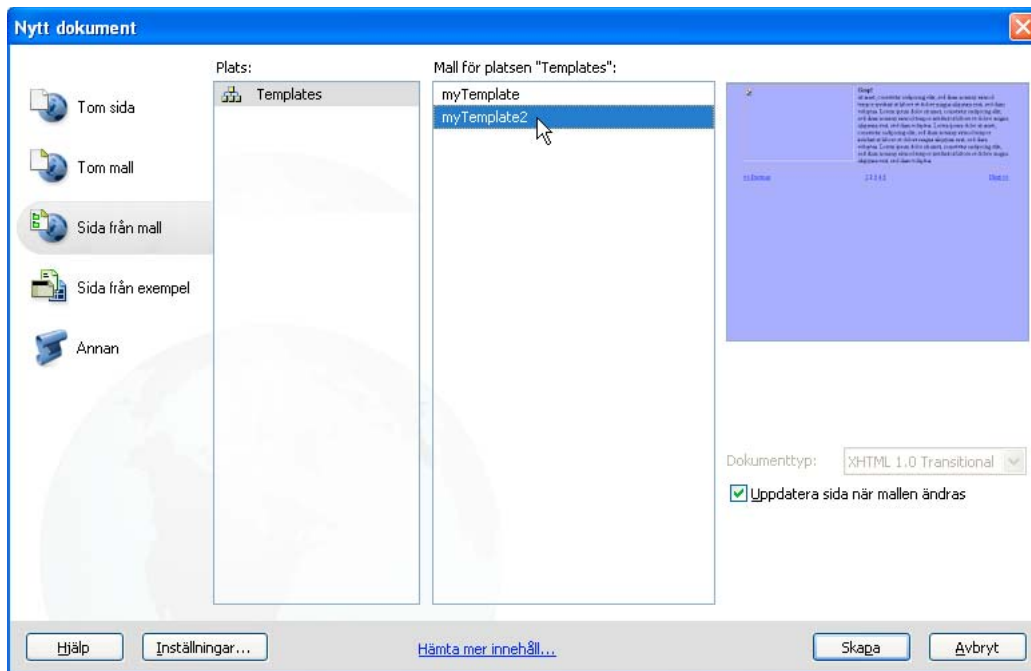 Nytt dokument
Plats:
Mall för platsen "Templates":
Tom sida
Tom mall
Sida från mall
Sida från exempel
Annan
Templates
myTemplate
myTemplate2
Dokumenttyp:
XHTML 1.0 Transitional
Uppdatera sida när mallen ändras
Hjälp
Inställningar...
Hämta mer innehåll...
Skapa
Avbryt